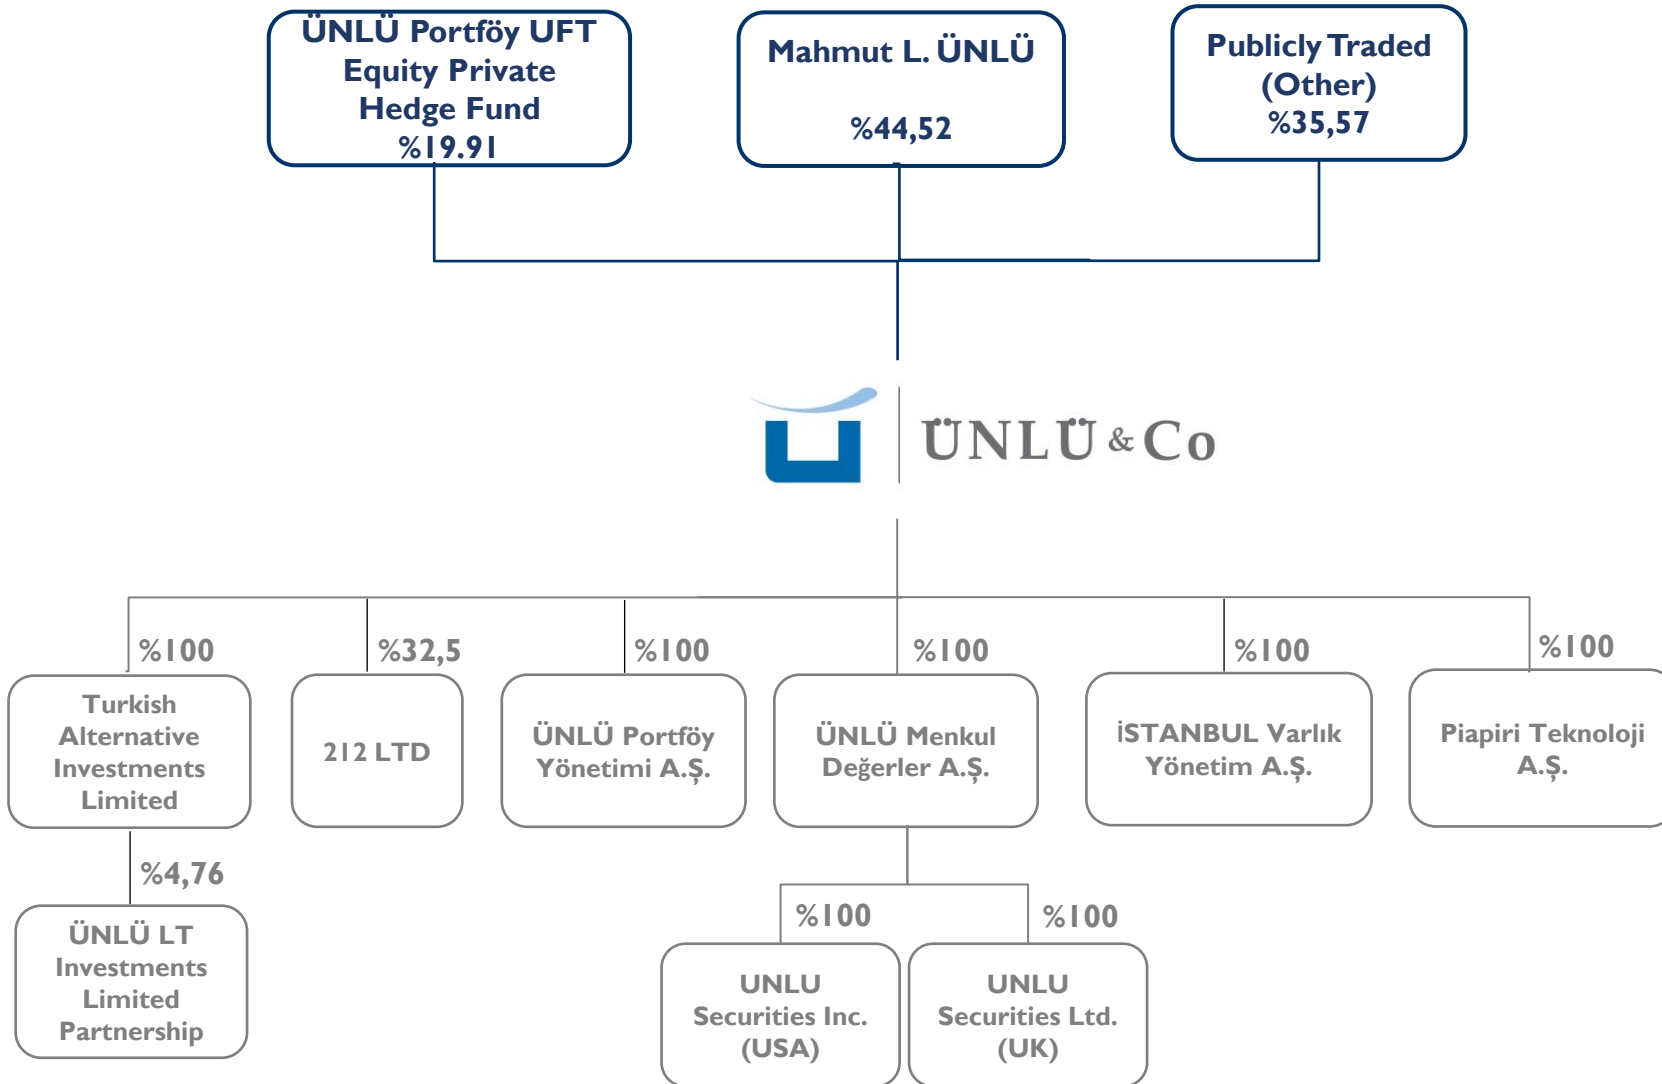 ÜNLÜ Portföy UFT
Equity Private
Hedge Fund
%19.91
Mahmut L. ÜNLÜ
%44,52
Publicly Traded
(Other)
%35,57
ÜNLÜ & Co
%100
%32,5
%100
%100
%100
%100
Turkish
Alternative
Investments
Limited
212 LTD
ÜNLÜ Portföy
Yönetimi A.Ş.
ÜNLÜ Menkul
Değerler A.Ş.
İSTANBUL Varlık
Yönetim A.Ş.
Piapiri Teknoloji
A.Ş.
%4,76
%100
%100
ÜNLÜ LT
Investments
Limited
Partnership
UNLU
Securities Inc.
(USA)
UNLU
Securities Ltd.
(UK)